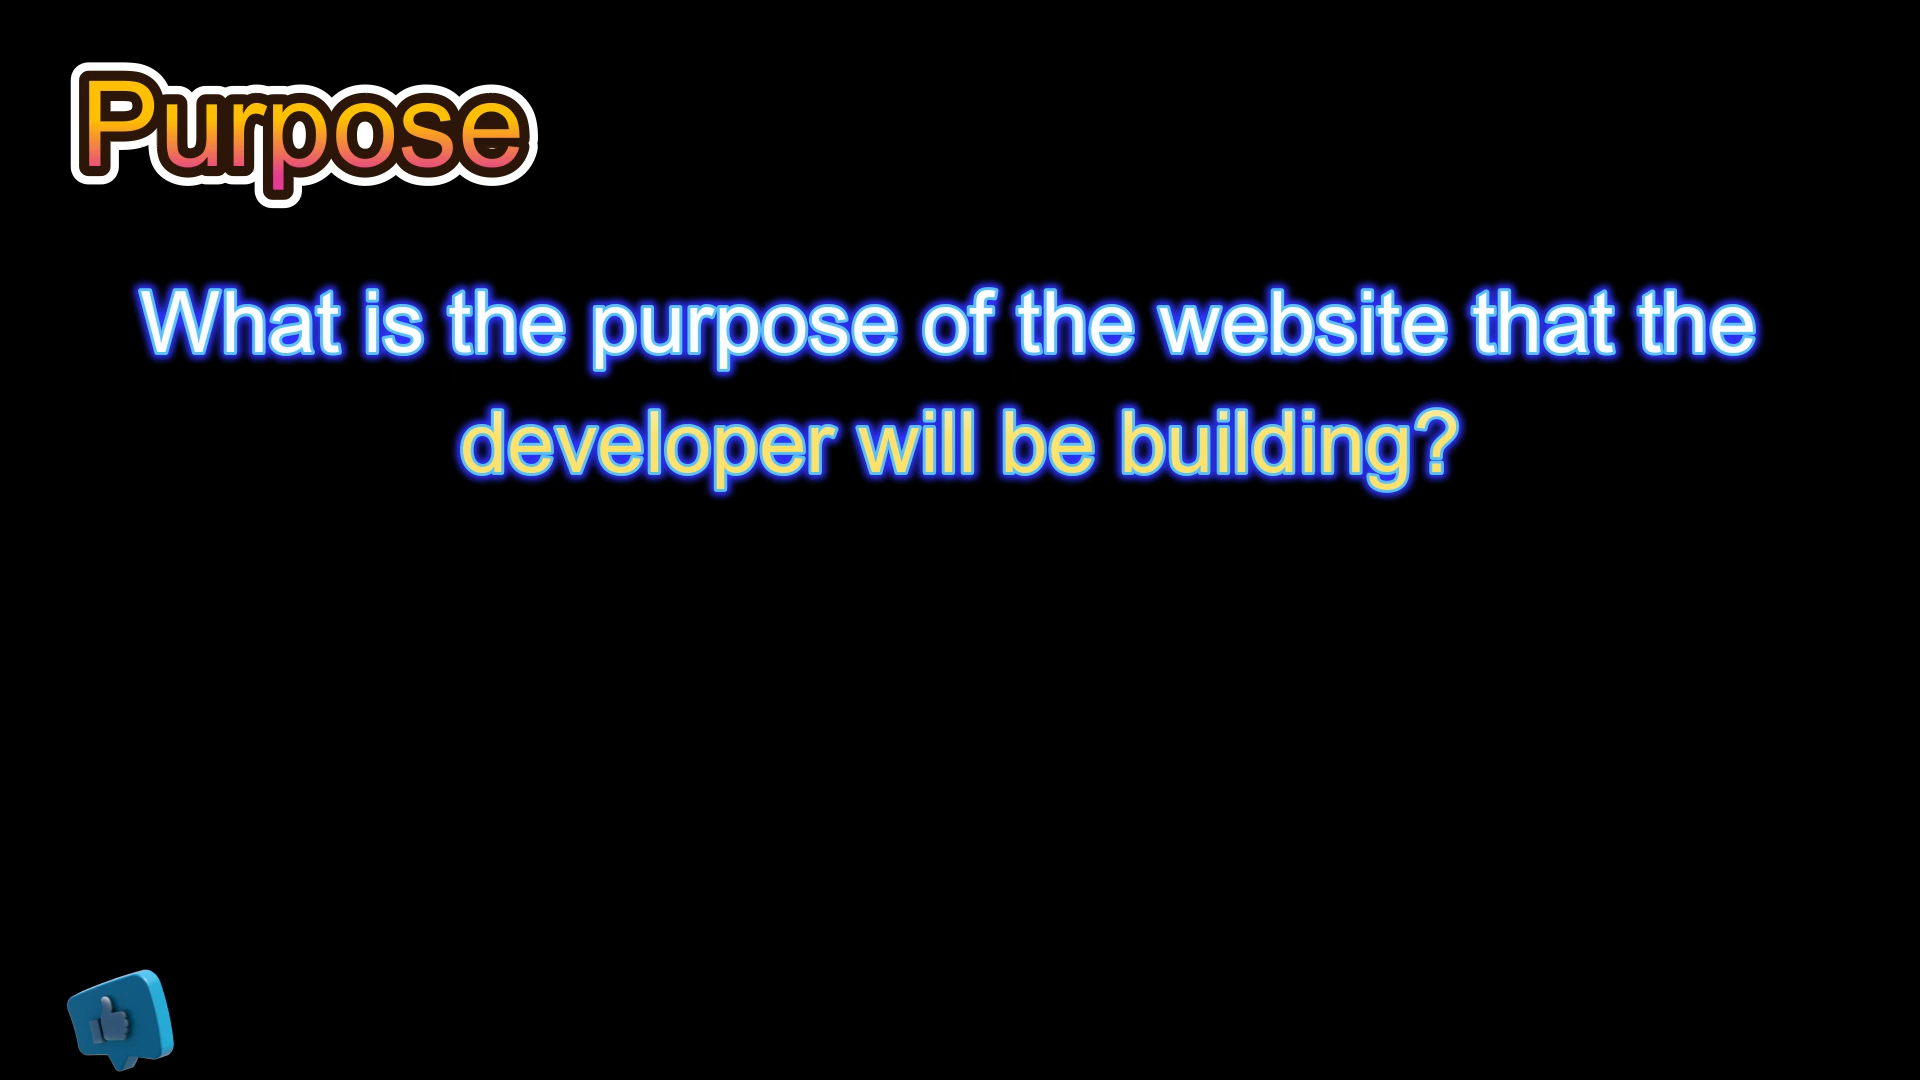 Purpose
What is the purpose of the website that the
developer will be building?